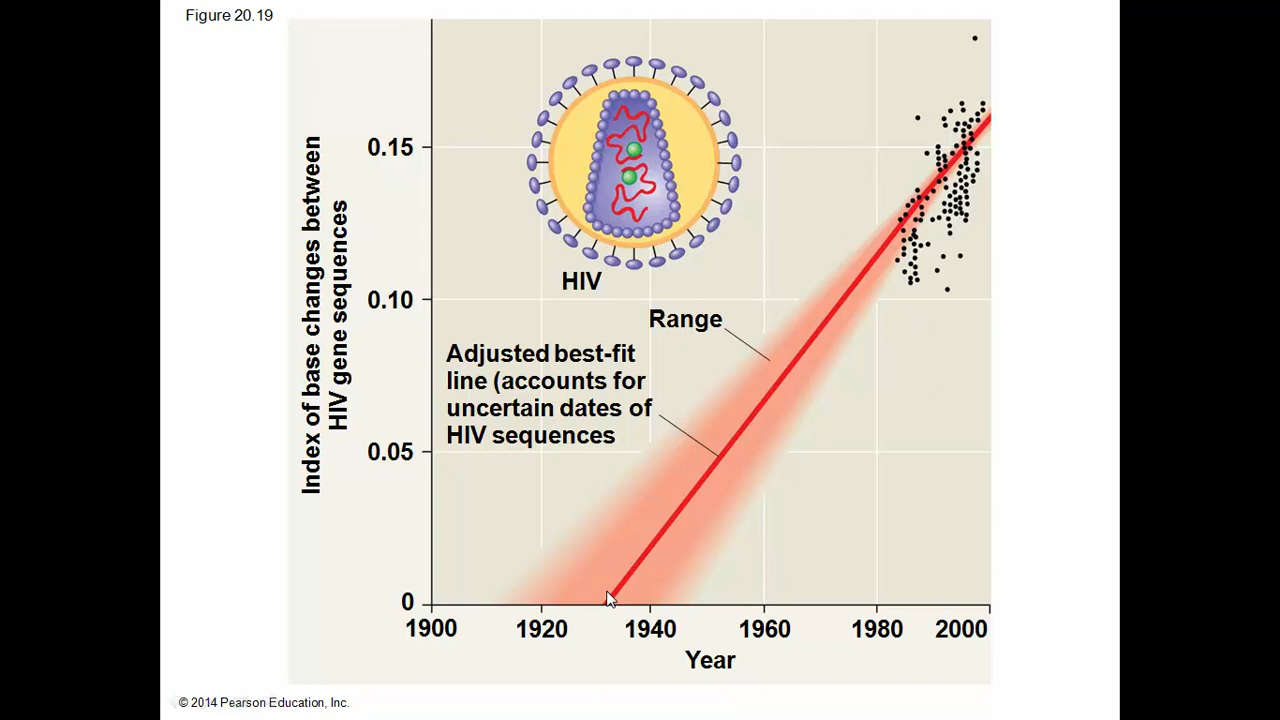 Figure 20.19
Index of base changes between
HIV gene sequences
0.15
0.10
0.05
0
HIV
Range
Adjusted best-fit
line (accounts for
uncertain dates of
HIV sequences
1900 1920 1940 1960 1980 2000
Year
© 2014 Pearson Education, Inc.